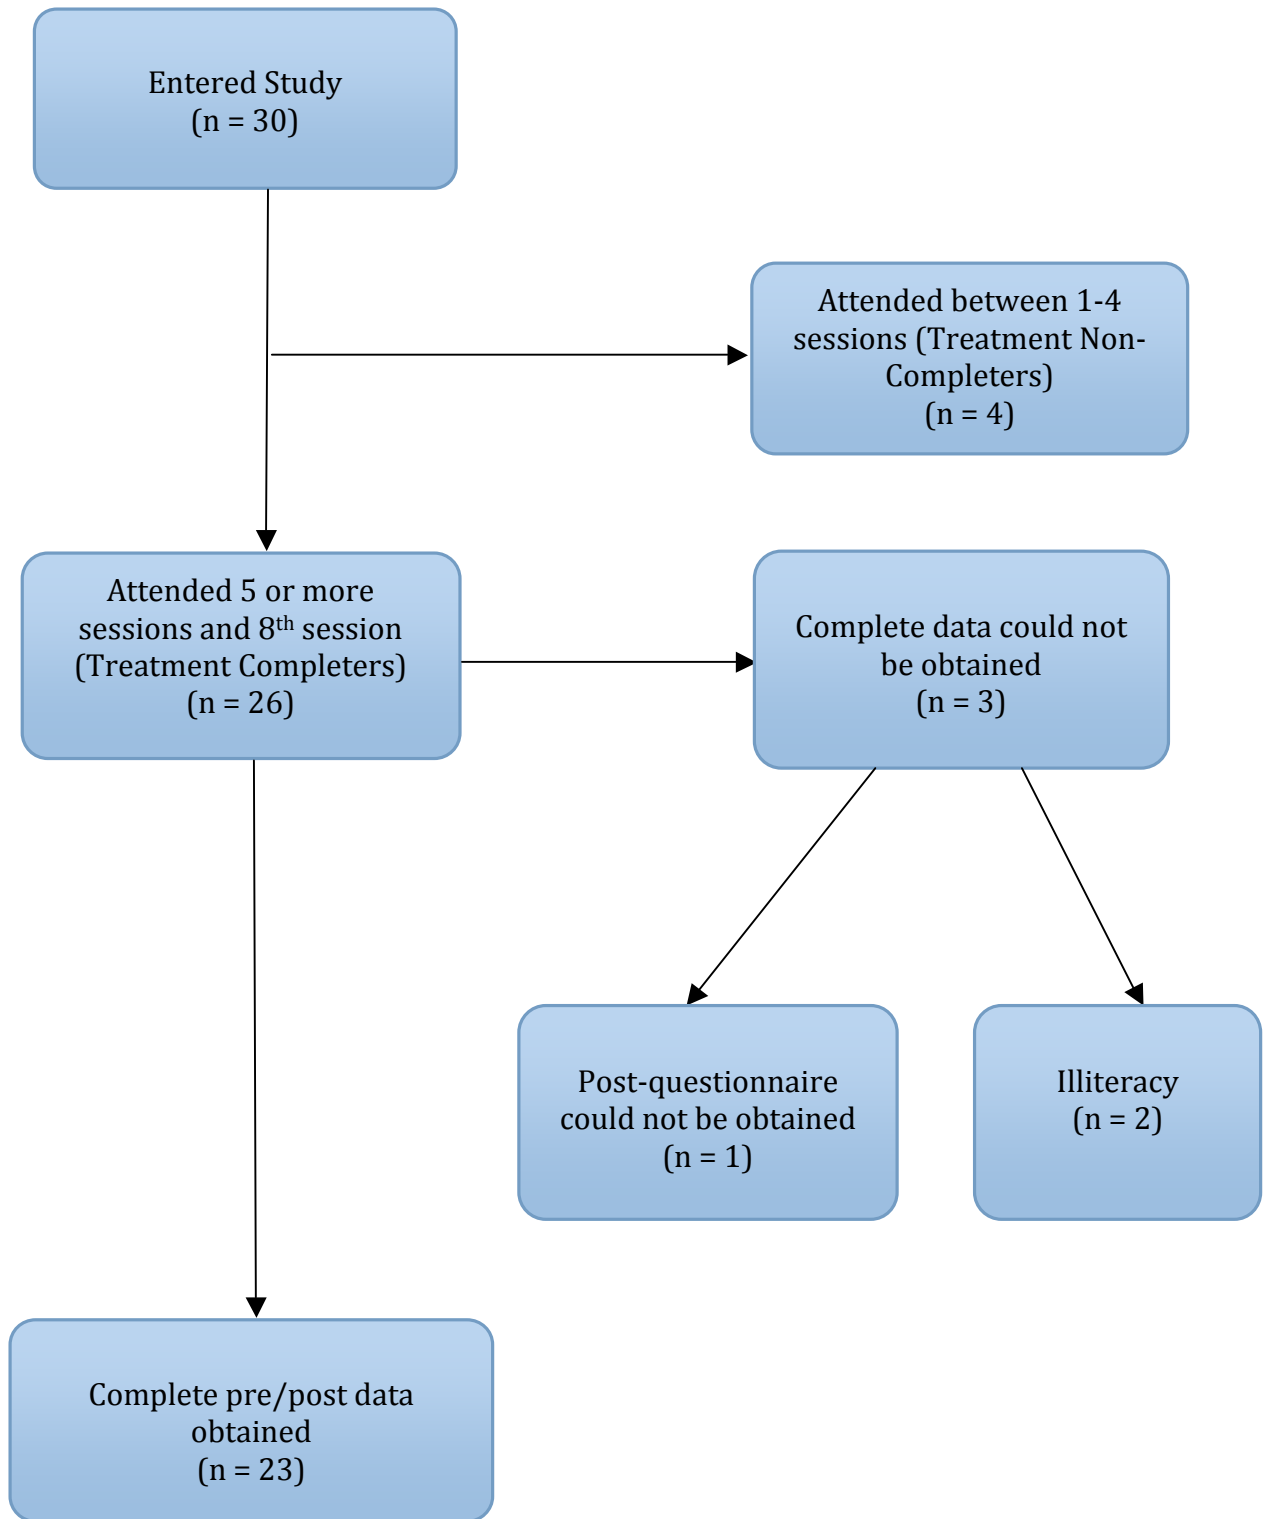 Entered Study
(n = 30)
Attended between 1-4
sessions (Treatment Non-
Completers)
(n = 4)
Attended 5 or more
sessions and 8th session
(Treatment Completers)
(n = 26)
Complete data could not
be obtained
(n = 3)
Post-questionnaire
could not be obtained
(n = 1)
Illiteracy
(n = 2)
Complete pre/post data
obtained
(n = 23)